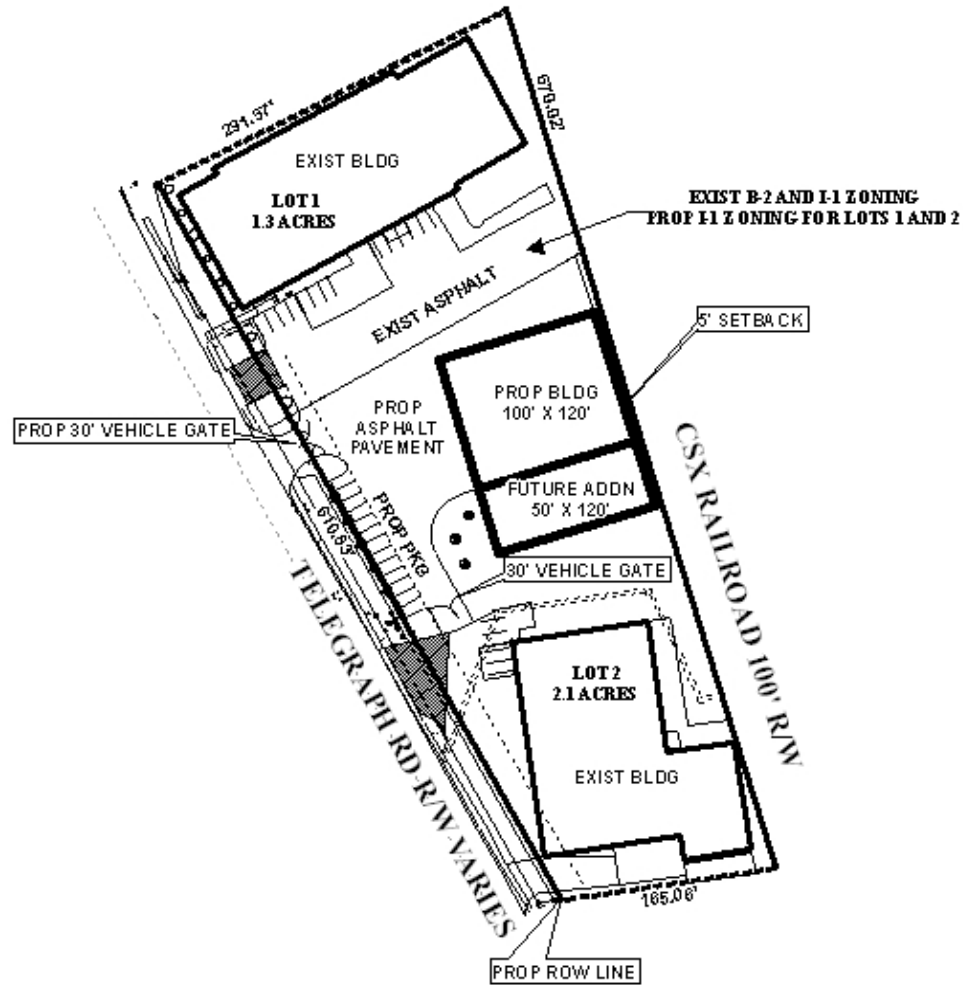 291.97'
679.02'
EXIST BLDG
LOT 1
1.3 ACRES
EXIST B-2 AND I-1 ZONING
PROP I-1 ZONING FOR LOTS 1 AND 2
EXIST ASPHALT
5' SETBACK
PROP BLDG
100' X 120'
PROP
ASPHALT
PAVEMENT
PROP 30' VEHICLE GATE
CSX RAILROAD 100' R/W
FUTURE ADDN
50' X 120'
PROP PKG
610.63'
30' VEHICLE GATE
TELEGRAPH RD-R/W-VARIES
LOT 2
2.1 ACRES
EXIST BLDG
165.06'
PROP ROW LINE